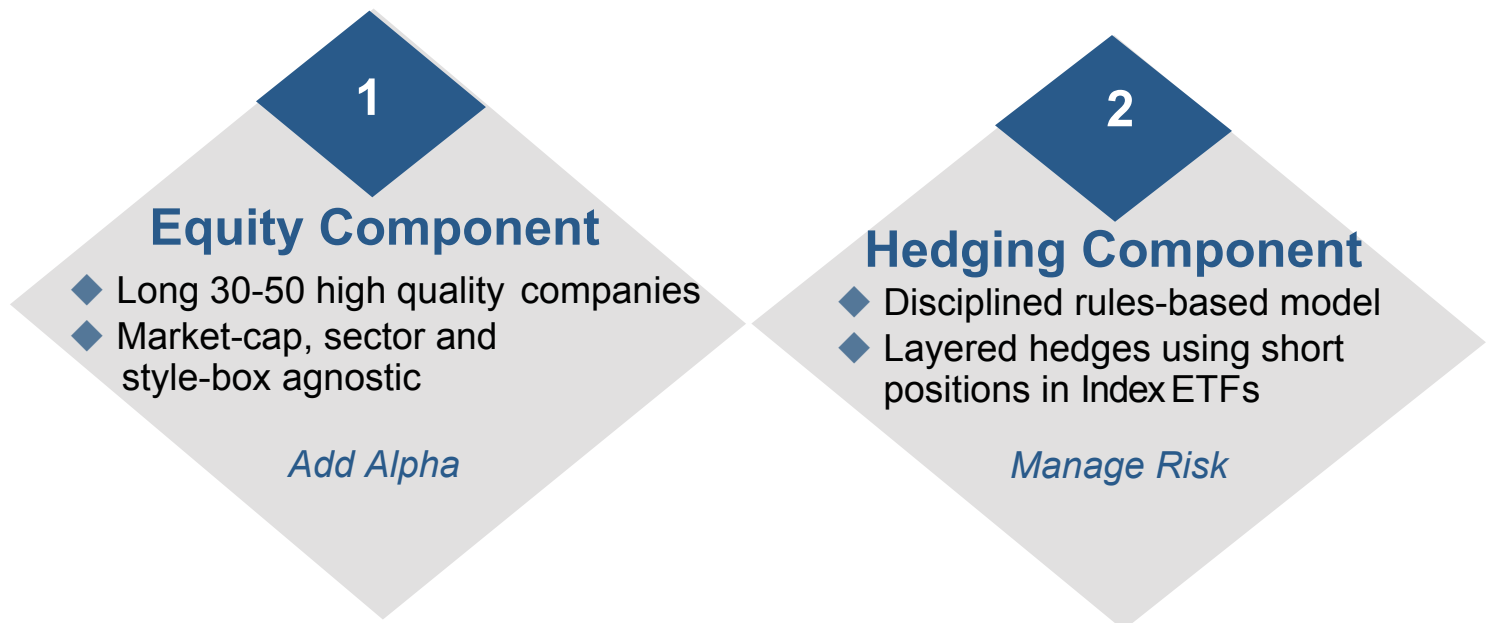 1
Equity Component
Long 30-50 high quality companies
Market-cap, sector and
style-box agnostic
Add Alpha
2
Hedging Component
Disciplined rules-based model
Layered hedges using short
positions in Index ETFs
Manage Risk